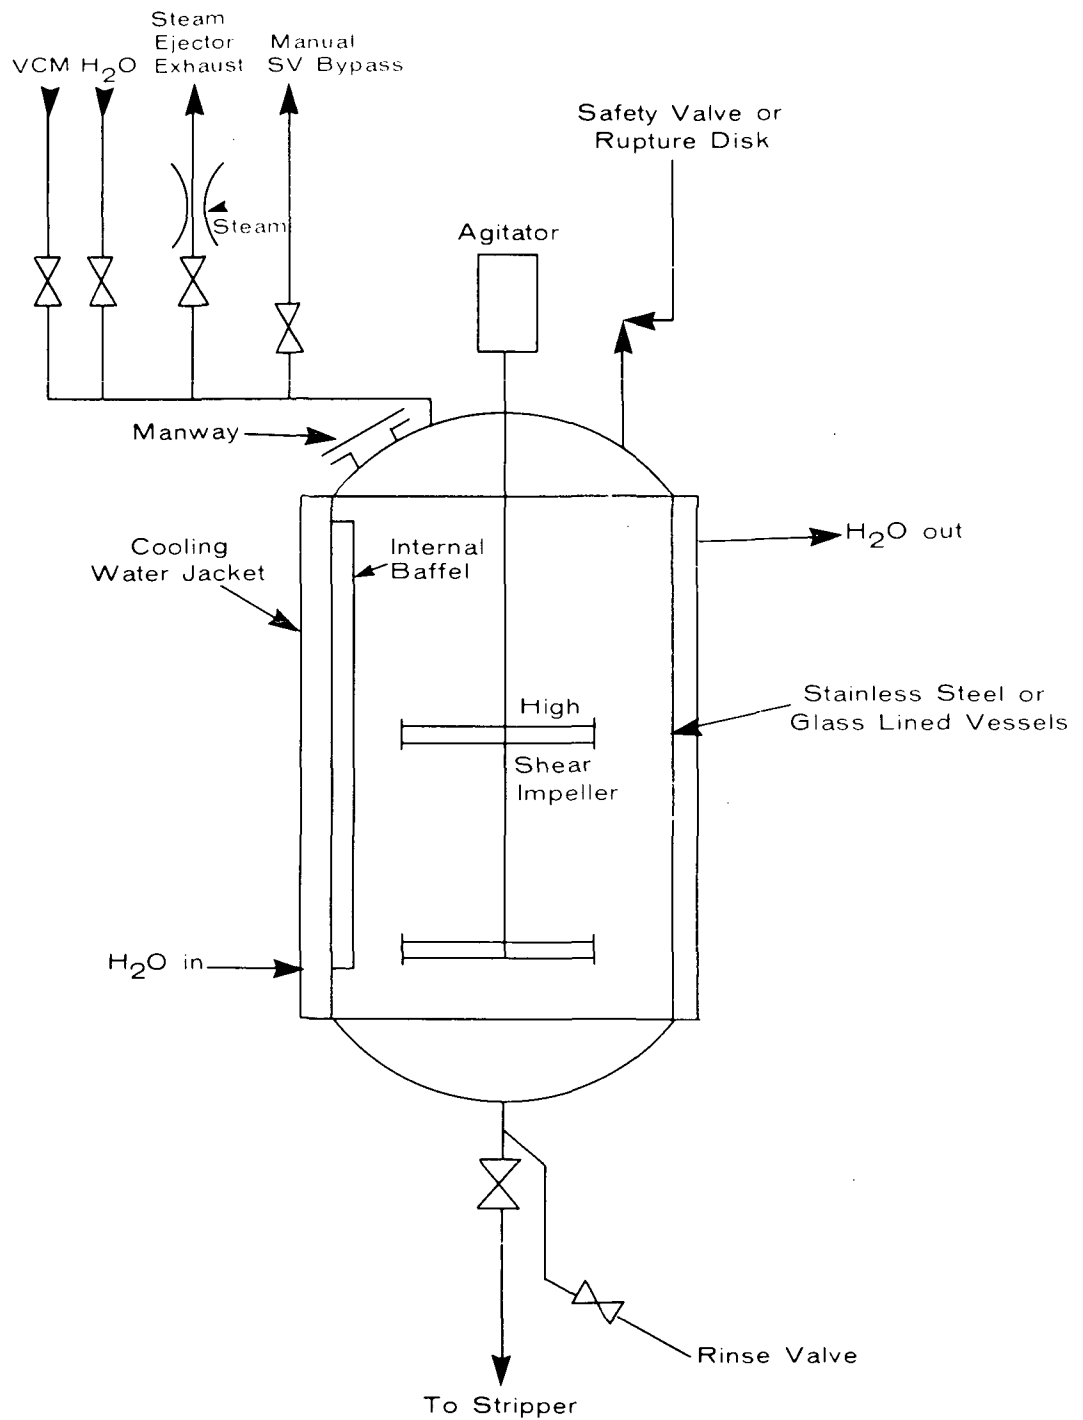 Steam
Ejector
Exhaust
Manual
SV Bypass
VCM
H₂O
Steam
Safety Valve or
Rupture Disk
Agitator
Manway
H₂O out
Cooling
Water Jacket
Internal
Baffel
High
Shear
Impeller
Stainless Steel or
Glass Lined Vessels
H₂O in
Rinse Valve
To Stripper